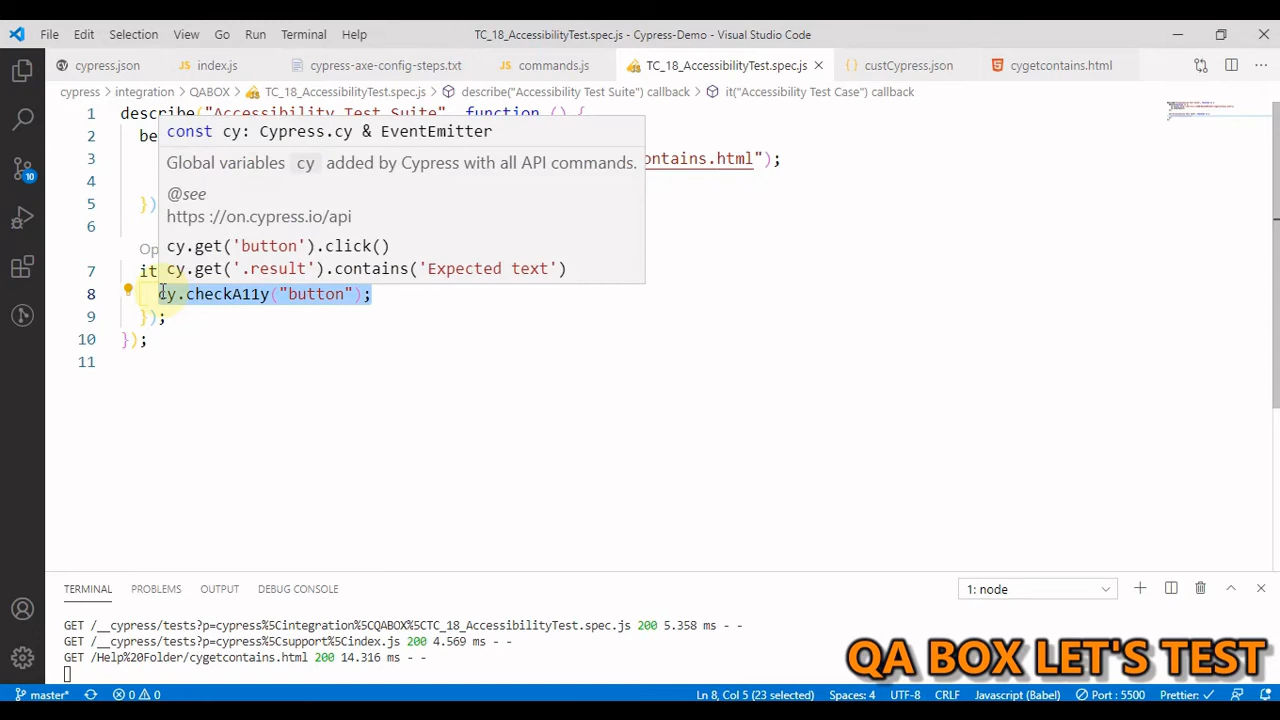 File Edit Selection View Go Run Terminal Help TC_18_AccessibilityTest.spec.js - Cypress-Demo - Visual Studio Code
cypress.json JS index.js cypress-axe-config-steps.txt JS commands.js TC_18_AccessibilityTest.spec.js custCypress.json cygetcontains.html
cypress > integration > QABOX > TC_18_AccessibilityTest.spec.js > describe("Accessibility Test Suite") callback > it("Accessibility Test Case") callback
1 describe("Accessibility Test Suite", function () {
const cy: Cypress.cy & EventEmitter
2 be
3 ontains.html");
Global variables cy added by Cypress with all API commands.
4
@see
5 })
https ://on.cypress.io/api
6
cy.get('button').click()
Op
7 it
cy.get('.result').contains('Expected text')
8 cy.checkA11y("button");
9 });
10 });
11
TERMINAL PROBLEMS OUTPUT DEBUG CONSOLE 1: node
GET /__cypress/tests?p=cypress%5Cintegration%5CQABOX%5CTC_18_AccessibilityTest.spec.js 200 5.358 ms - -
GET /__cypress/tests?p=cypress%5Csupport%5Cindex.js 200 4.569 ms - -
GET /Help%20Folder/cygetcontains.html 200 14.316 ms - -
QA BOX LET'S TEST
10
master* 0 0 Ln 8, Col 5 (23 selected) Spaces: 4 UTF-8 CRLF Javascript (Babel) Port : 5500 Prettier: ✓